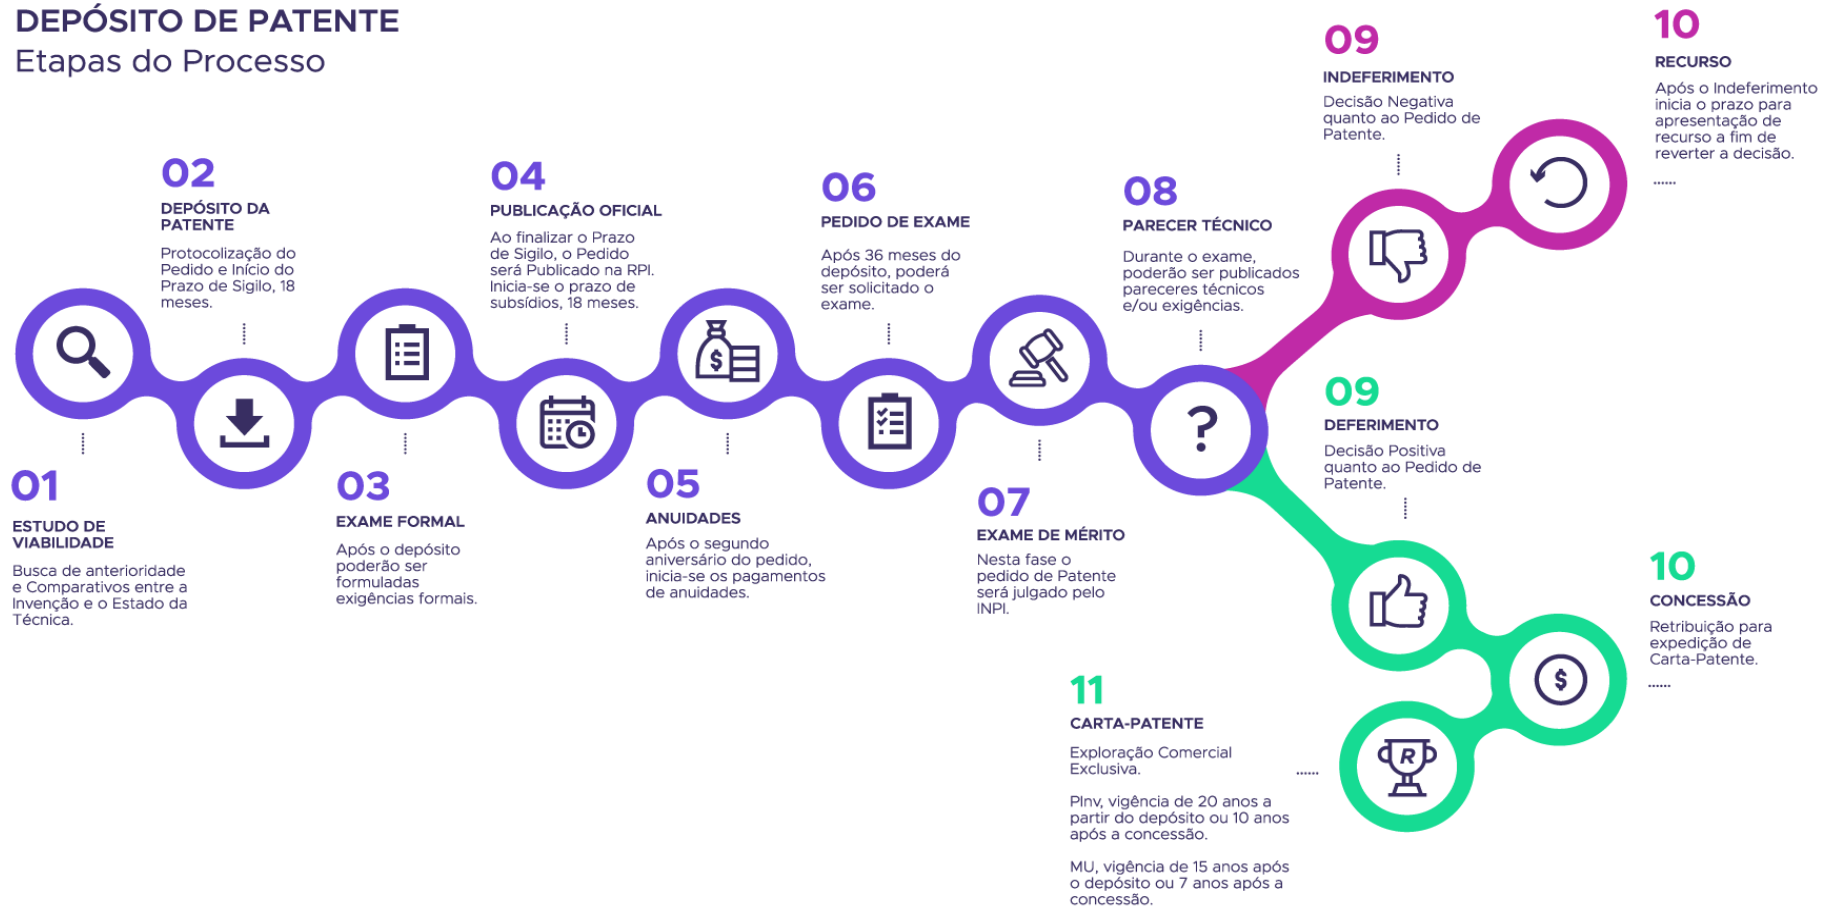 DEPÓSITO DE PATENTE
Etapas do Processo
01
ESTUDO DE
VIABILIDADE
Busca de anterioridade
e Comparativos entre a
Invenção e o Estado da
Técnica.
02
DEPÓSITO DA
PATENTE
Protocolização do
Pedido e Início do
Prazo de Sigilo, 18
meses.
03
EXAME FORMAL
Após o depósito
poderão ser
formuladas
exigências formais.
04
PUBLICAÇÃO OFICIAL
Ao finalizar o Prazo
de Sigilo, o Pedido
será Publicado na RPI.
Inicia-se o prazo de
subsídios, 18 meses.
$
05
ANUIDADES
Após o segundo
aniversário do pedido,
inicia-se os pagamentos
de anuidades.
06
PEDIDO DE EXAME
Após 36 meses do
depósito, poderá
ser solicitado o
exame.
07
EXAME DE MÉRITO
Nesta fase o
pedido de Patente
será julgado pelo
INPI.
08
PARECER TÉCNICO
Durante o exame,
poderão ser publicados
pareceres técnicos
e/ou exigências.
?
09
INDEFERIMENTO
Decisão Negativa
quanto ao Pedido de
Patente.
10
RECURSO
Após o Indeferimento
inicia o prazo para
apresentação de
recurso a fim de
reverter a decisão.
09
DEFERIMENTO
Decisão Positiva
quanto ao Pedido de
Patente.
10
CONCESSÃO
Retribuição para
expedição de
Carta-Patente.
$
11
CARTA-PATENTE
Exploração Comercial
Exclusiva.
PInv, vigência de 20 anos a
partir do depósito ou 10 anos
após a concessão.
MU, vigência de 15 anos após
o depósito ou 7 anos após a
concessão.
R